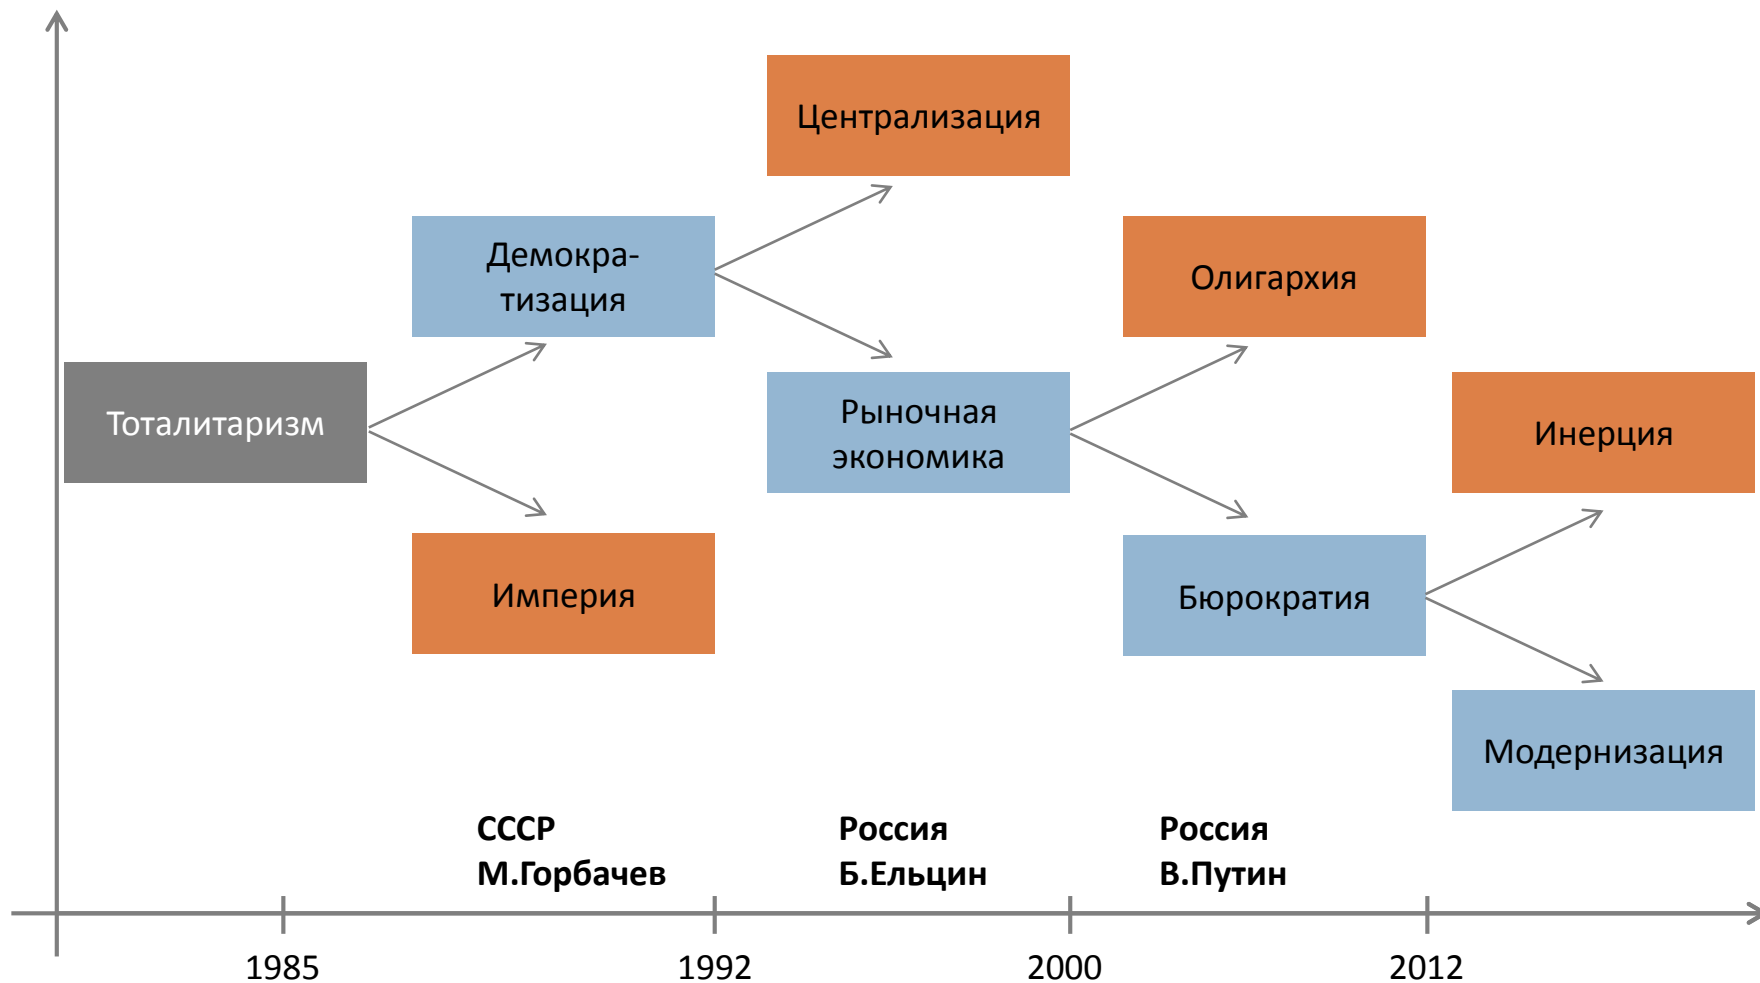 Централизация
Демокра-
тизация
Олигархия
Тоталитаризм
Рыночная
экономика
Инерция
Империя
Бюрократия
Модернизация
СССР
М.Горбачев
Россия
Б.Ельцин
Россия
В.Путин
1985
1992
2000
2012